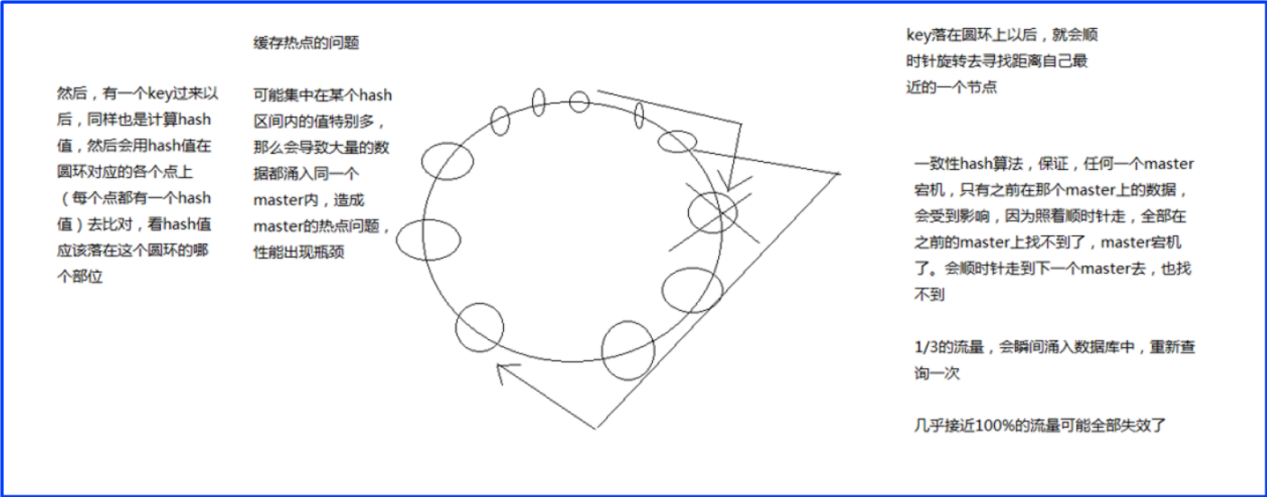 缓存热点的问题
然后，有一个key过来以
后，同样也是计算hash
值，然后会用hash值在
圆环对应的各个点上
（每个点都有一个hash
值）去比对，看hash值
应该落在这个圆环的哪
个部位
可能集中在某个hash
区间内的值特别多，
那么会导致大量的数
据都涌入同一个
master内，造成
master的热点问题，
性能出现瓶颈
key落在圆环上以后，就会顺
时针旋转去寻找距离自己最
近的一个节点
一致性hash算法，保证，任何一个master
宕机，只有之前在那个master上的数据，
会受到影响，因为照着顺时针走，全部在
之前的master上找不到了，master宕机
了。会顺时针走到下一个master去，也找
不到
1/3的流量，会瞬间涌入数据库中，重新查
询一次
几乎接近100%的流量可能全部失效了